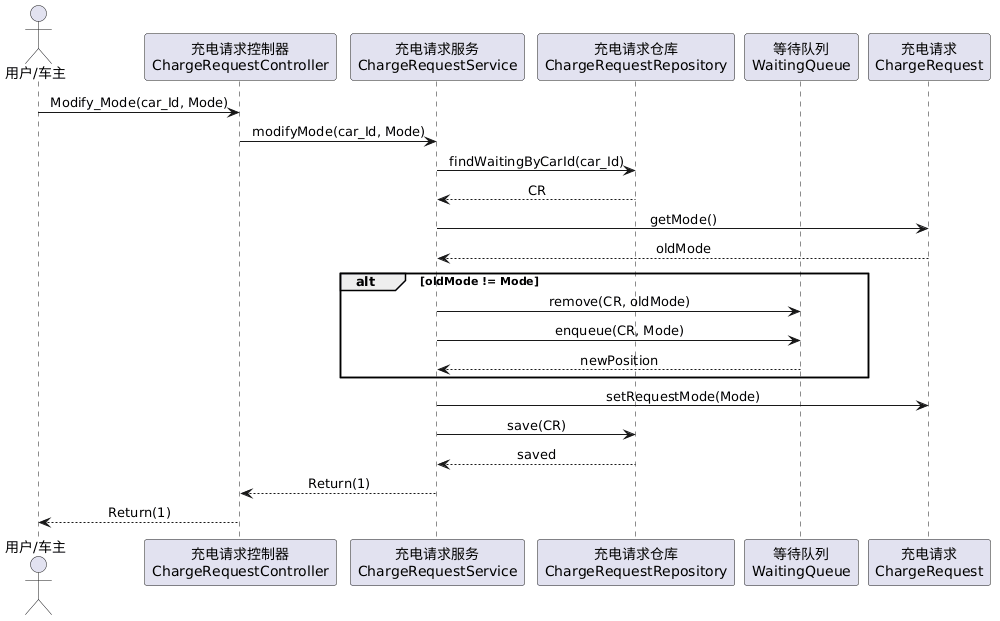 用户/车主
充电请求控制器
ChargeRequestController
充电请求服务
ChargeRequestService
充电请求仓库
ChargeRequestRepository
等待队列
WaitingQueue
充电请求
ChargeRequest
Modify_Mode(car_Id, Mode)
modifyMode(car_Id, Mode)
findWaitingByCarId(car_Id)
CR
getMode()
oldMode
alt [oldMode != Mode]
remove(CR, oldMode)
enqueue(CR, Mode)
newPosition
setRequestMode(Mode)
save(CR)
saved
Return(1)
Return(1)
用户/车主
充电请求控制器
ChargeRequestController
充电请求服务
ChargeRequestService
充电请求仓库
ChargeRequestRepository
等待队列
WaitingQueue
充电请求
ChargeRequest